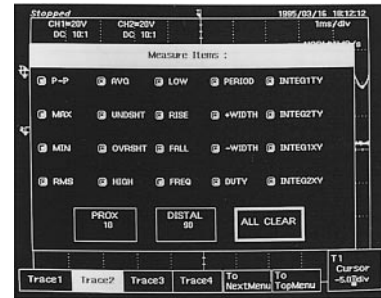 Stopped 1995/03/16 18:12:12
CH1=20V CH2=20V 1ms/div
DC 10:1 DC 10:1
Measure Items :
P-P AVG LOW PERIOD INTEG1TY
MAX UNDSHT RISE +WIDTH INTEG2TY
MIN OVRSHT FALL -WIDTH INTEG1XY
RMS HIGH FREQ DUTY INTEG2XY
PROX DISTAL ALL CLEAR
10 90
T1
Cursor
-5.0div
Trace1 Trace2 Trace3 Trace4 To NextMenu To TopMenu